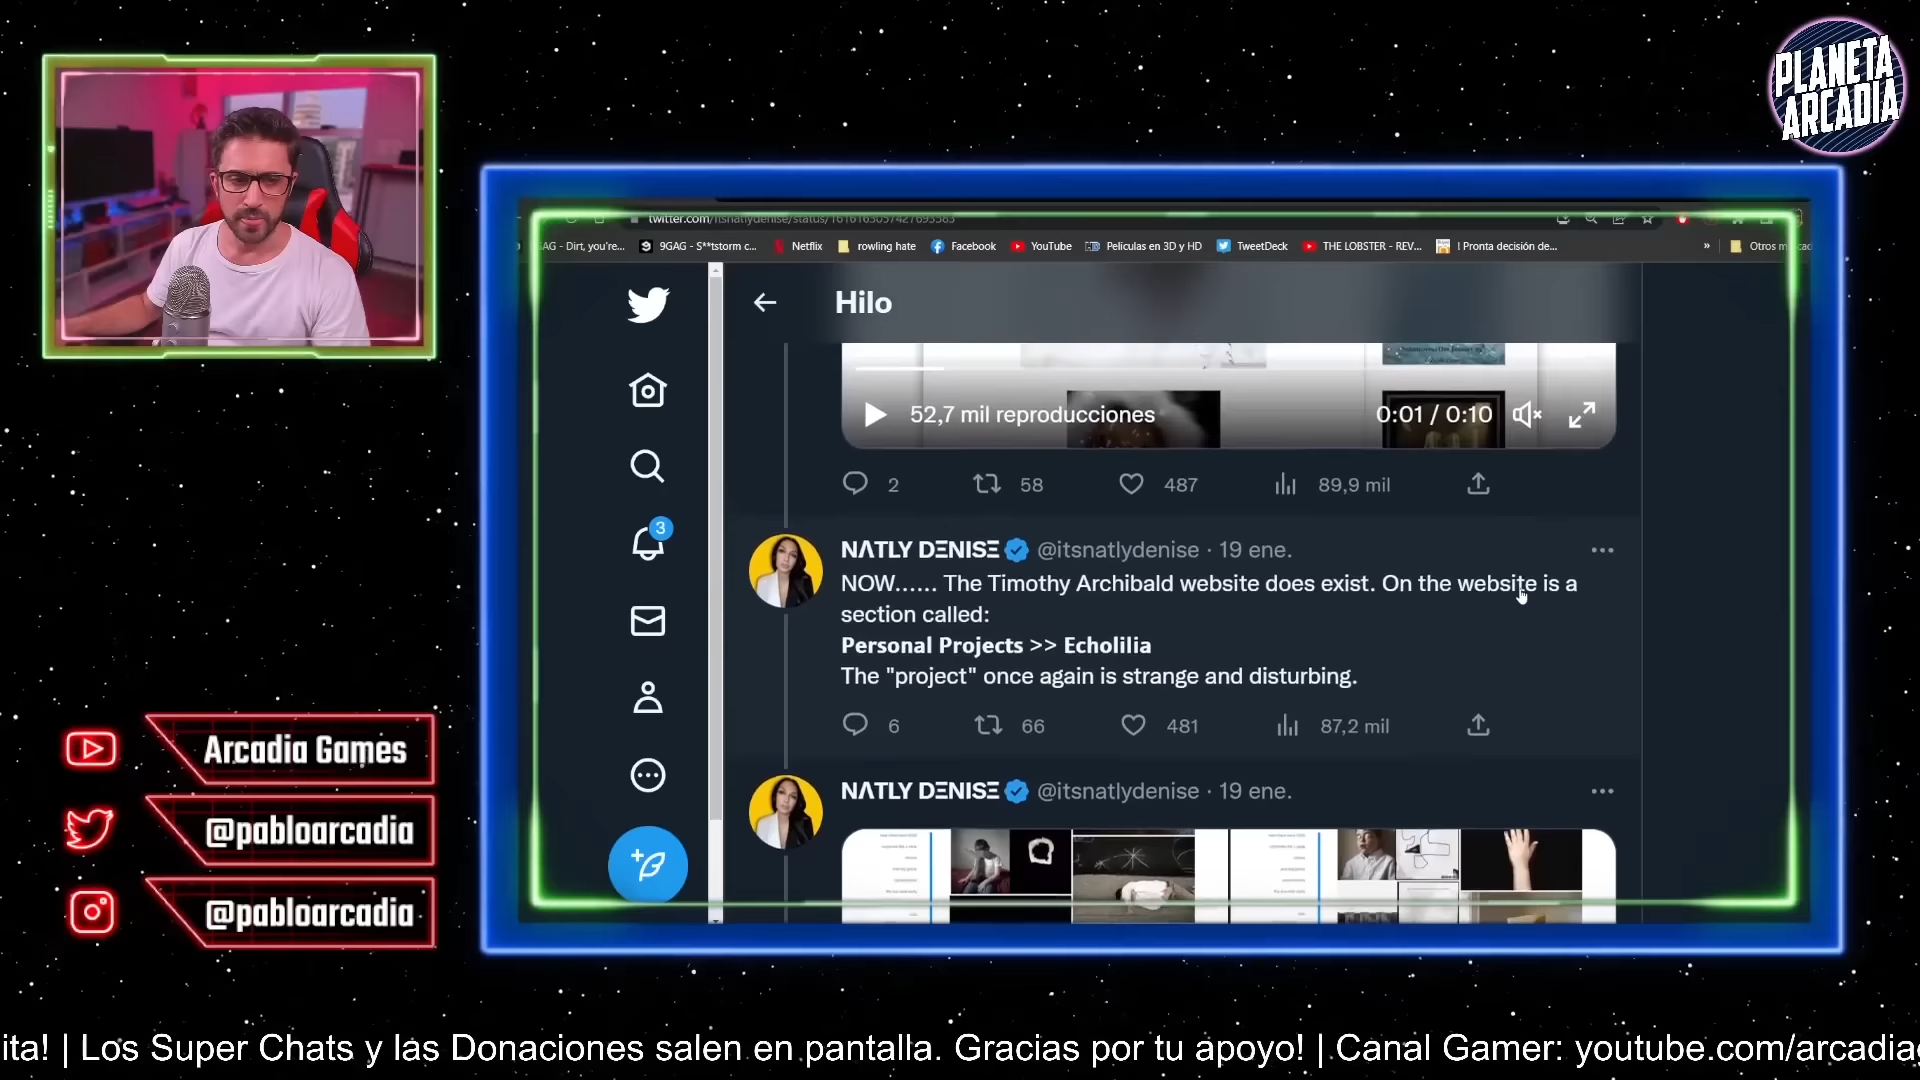 PLANETA
ARCADIA
AG - Dirt, you're...
9GAG - S**tstorm c...
Netflix
rowling hate
Facebook
YouTube
Peliculas en 3D y HD
TweetDeck
THE LOBSTER - REV...
! Pronta decisión de...
»
Hilo
52,7 mil reproducciones
0:01 / 0:10
2
58
487
89,9 mil
3
NATLY DENISE @itsnatlydenise · 19 ene.
NOW...... The Timothy Archibald website does exist. On the website is a
section called:
Personal Projects >> Echolilia
The "project" once again is strange and disturbing.
6
66
481
87,2 mil
NATLY DENISE @itsnatlydenise · 19 ene.
Arcadia Games
@pabloarcadia
@pabloarcadia
ita! | Los Super Chats y las Donaciones salen en pantalla. Gracias por tu apoyo! | Canal Gamer: youtube.com/arcadia